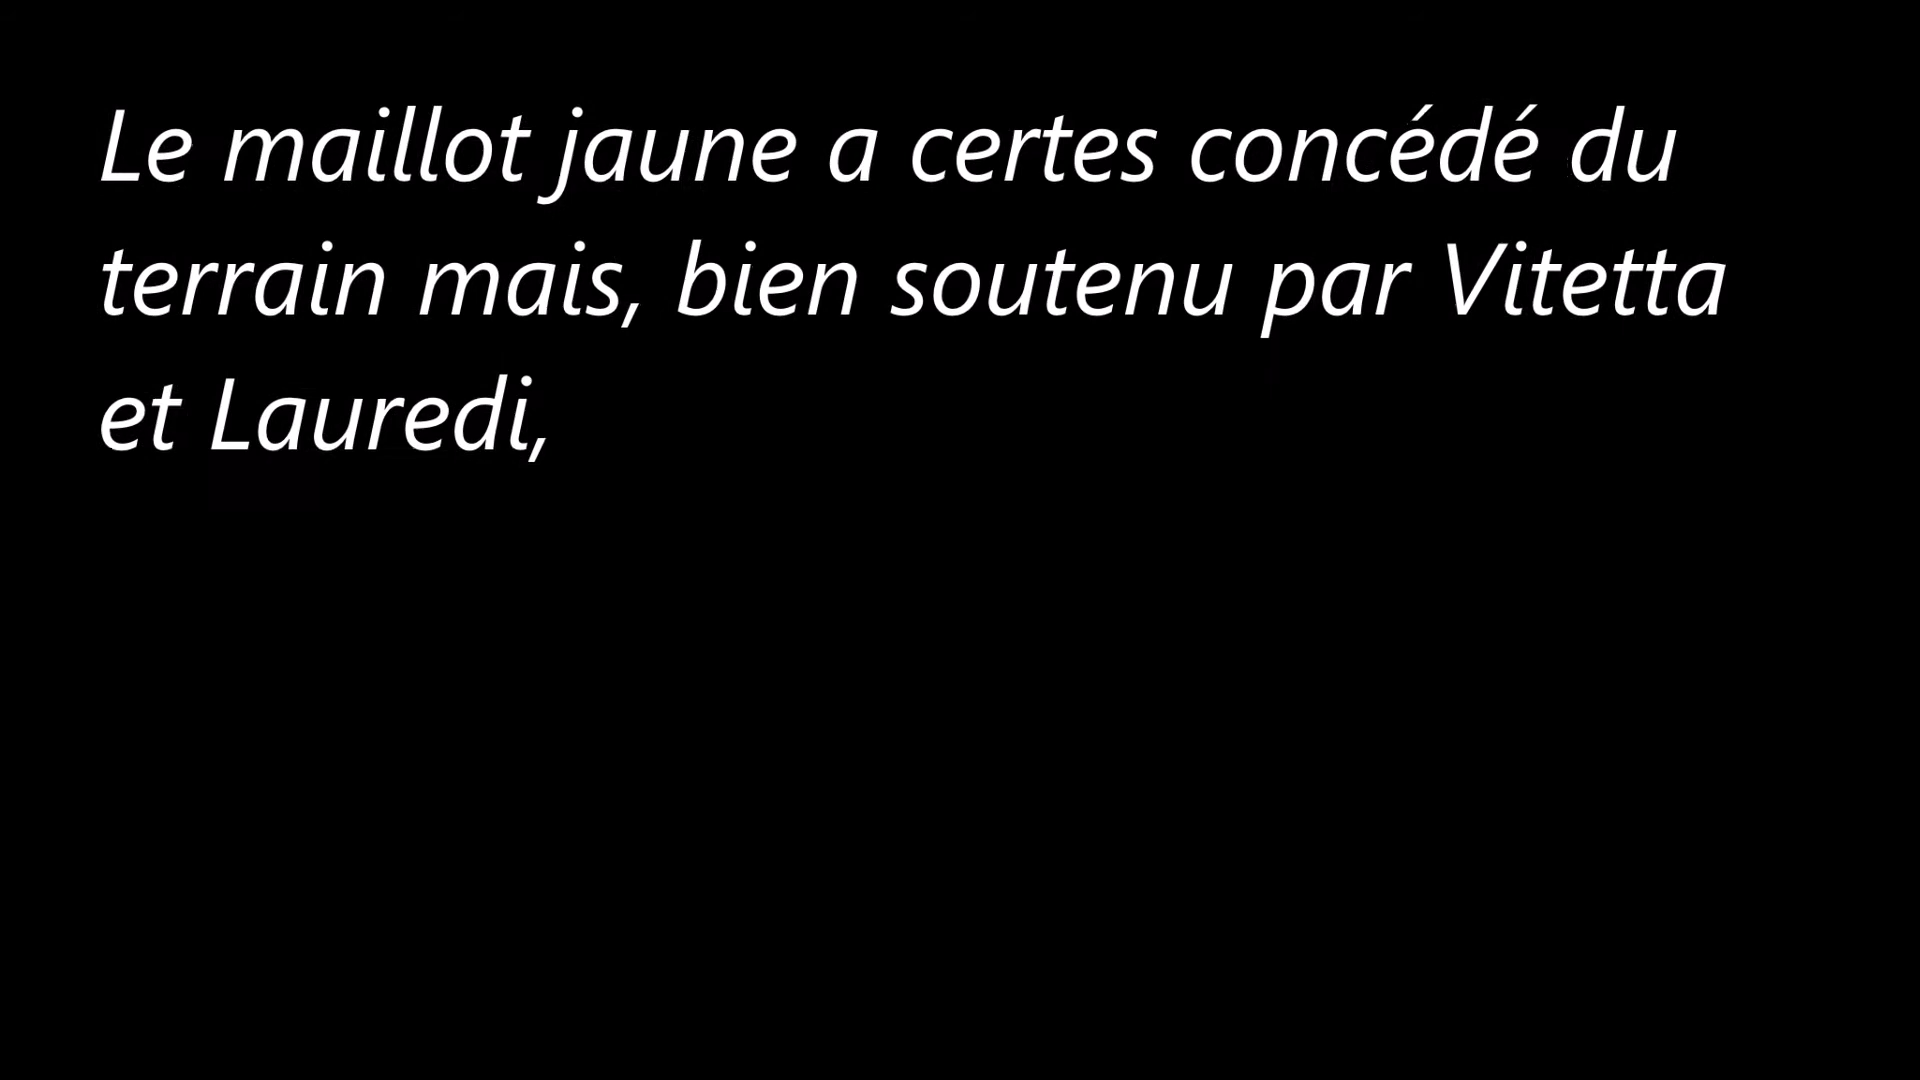 Le maillot jaune a certes concédé du
terrain mais, bien soutenu par Vitetta
et Lauredi,